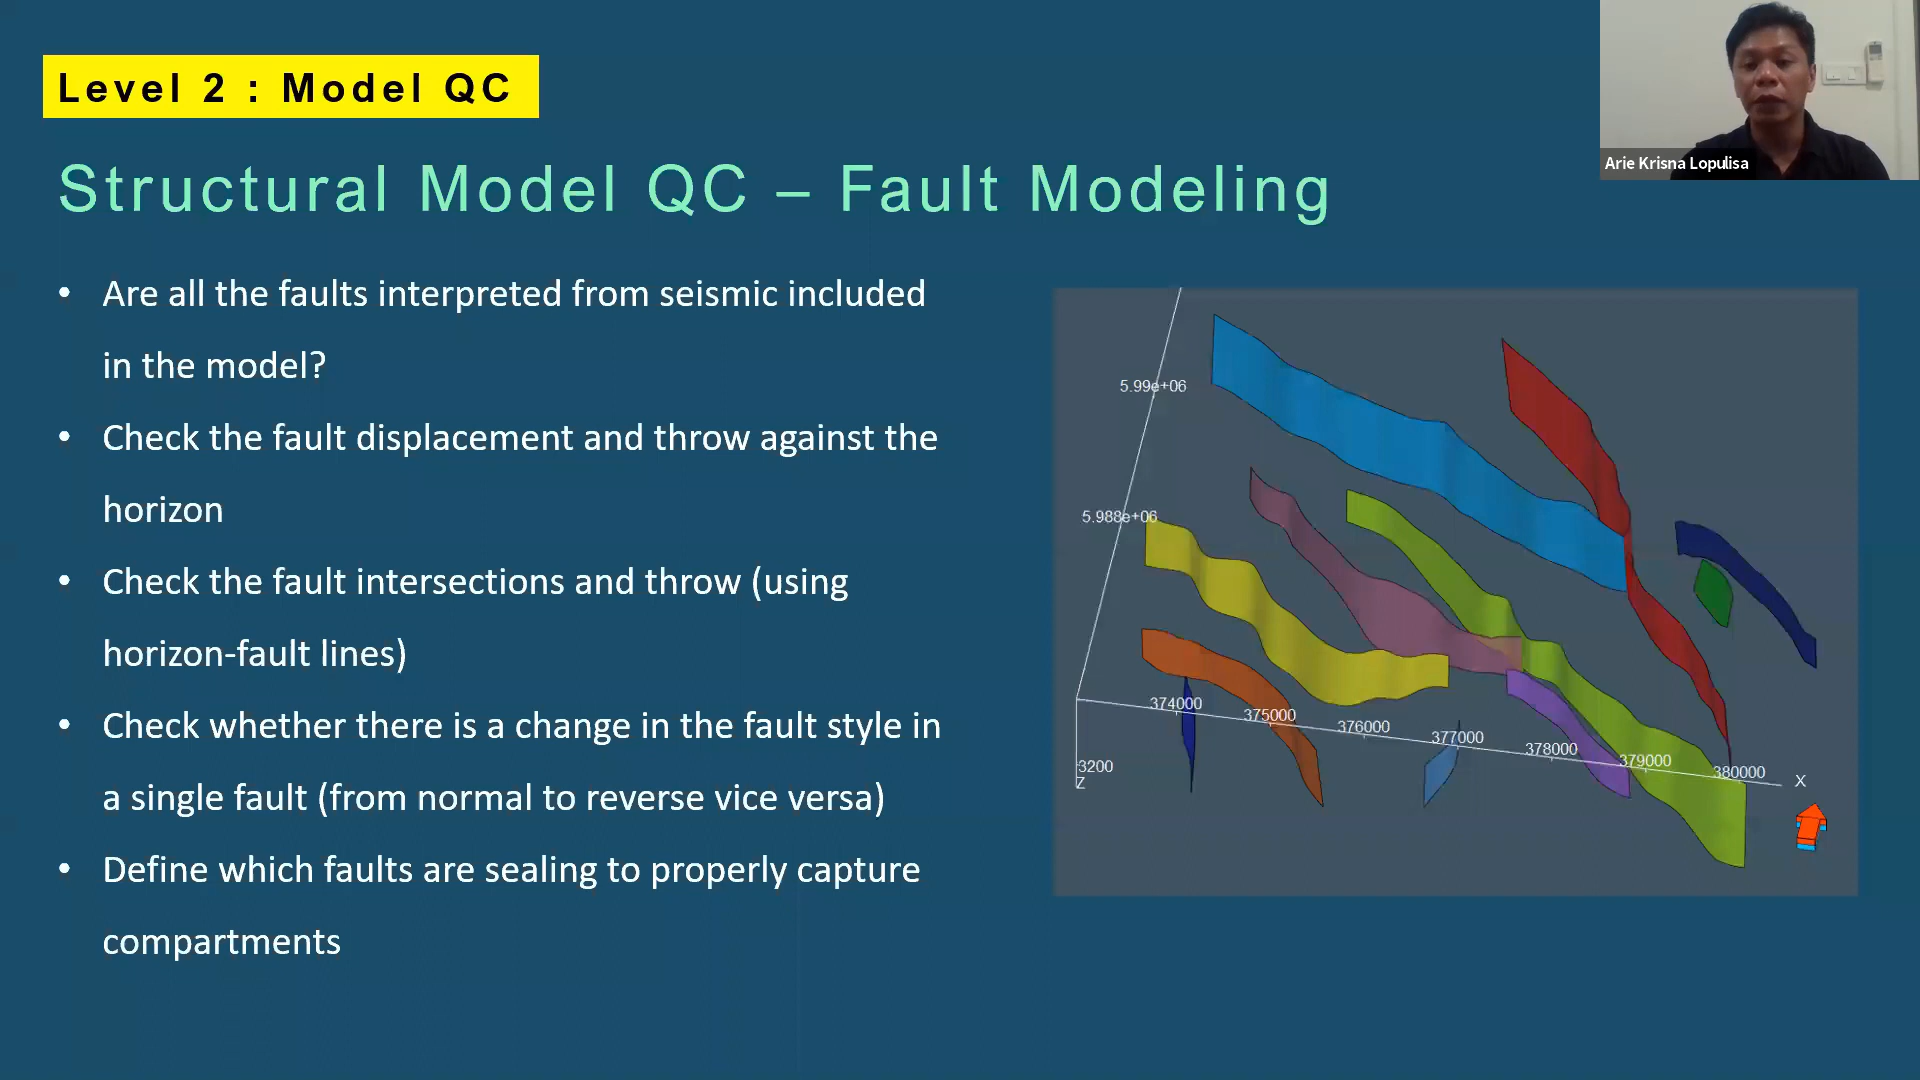 Level 2 : Model QC
Arie Krisna Lopulisa
Structural Model QC – Fault Modeling
• Are all the faults interpreted from seismic included
in the model?
• Check the fault displacement and throw against the
horizon
• Check the fault intersections and throw (using
horizon-fault lines)
• Check whether there is a change in the fault style in
a single fault (from normal to reverse vice versa)
• Define which faults are sealing to properly capture
compartments
5.99e+06
5.988e+06
374000
375000
376000
377000
378000
379000
380000
X
3200
Z